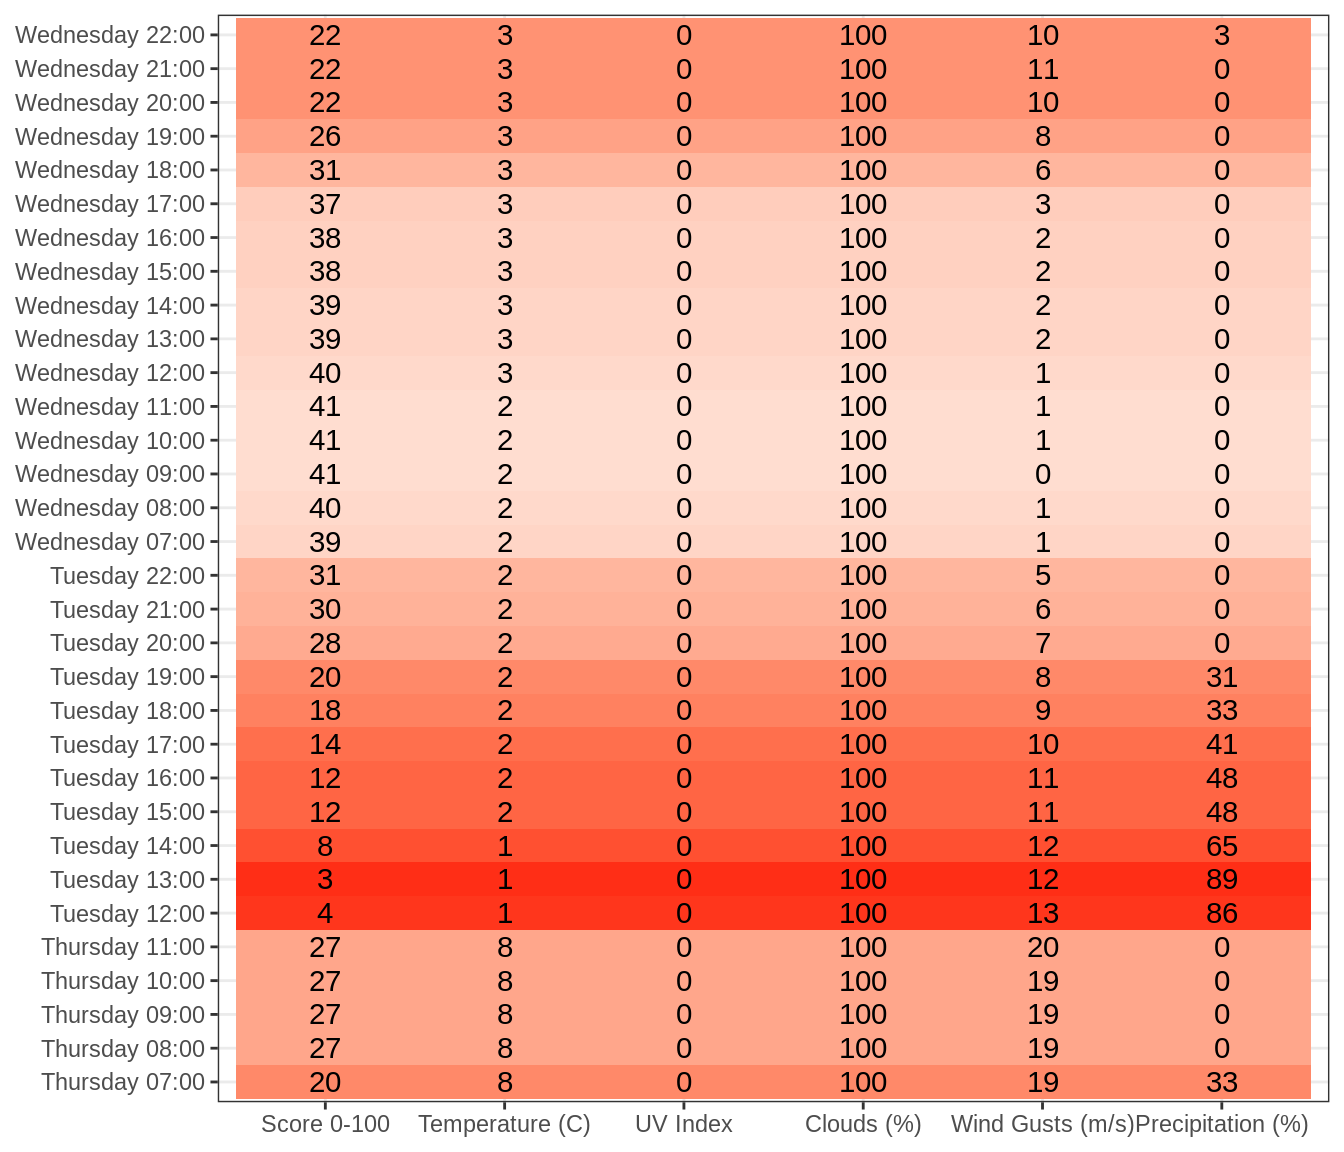 Wednesday 22:00 22 3 0 100 10 3
Wednesday 21:00 22 3 0 100 11 0
Wednesday 20:00 22 3 0 100 10 0
Wednesday 19:00 26 3 0 100 8 0
Wednesday 18:00 31 3 0 100 6 0
Wednesday 17:00 37 3 0 100 3 0
Wednesday 16:00 38 3 0 100 2 0
Wednesday 15:00 38 3 0 100 2 0
Wednesday 14:00 39 3 0 100 2 0
Wednesday 13:00 39 3 0 100 2 0
Wednesday 12:00 40 3 0 100 1 0
Wednesday 11:00 41 2 0 100 1 0
Wednesday 10:00 41 2 0 100 1 0
Wednesday 09:00 41 2 0 100 0 0
Wednesday 08:00 40 2 0 100 1 0
Wednesday 07:00 39 2 0 100 1 0
Tuesday 22:00 31 2 0 100 5 0
Tuesday 21:00 30 2 0 100 6 0
Tuesday 20:00 28 2 0 100 7 0
Tuesday 19:00 20 2 0 100 8 31
Tuesday 18:00 18 2 0 100 9 33
Tuesday 17:00 14 2 0 100 10 41
Tuesday 16:00 12 2 0 100 11 48
Tuesday 15:00 12 2 0 100 11 48
Tuesday 14:00 8 1 0 100 12 65
Tuesday 13:00 3 1 0 100 12 89
Tuesday 12:00 4 1 0 100 13 86
Thursday 11:00 27 8 0 100 20 0
Thursday 10:00 27 8 0 100 19 0
Thursday 09:00 27 8 0 100 19 0
Thursday 08:00 27 8 0 100 19 0
Thursday 07:00 20 8 0 100 19 33
Score 0-100 Temperature (C) UV Index Clouds (%) Wind Gusts (m/s) Precipitation (%)